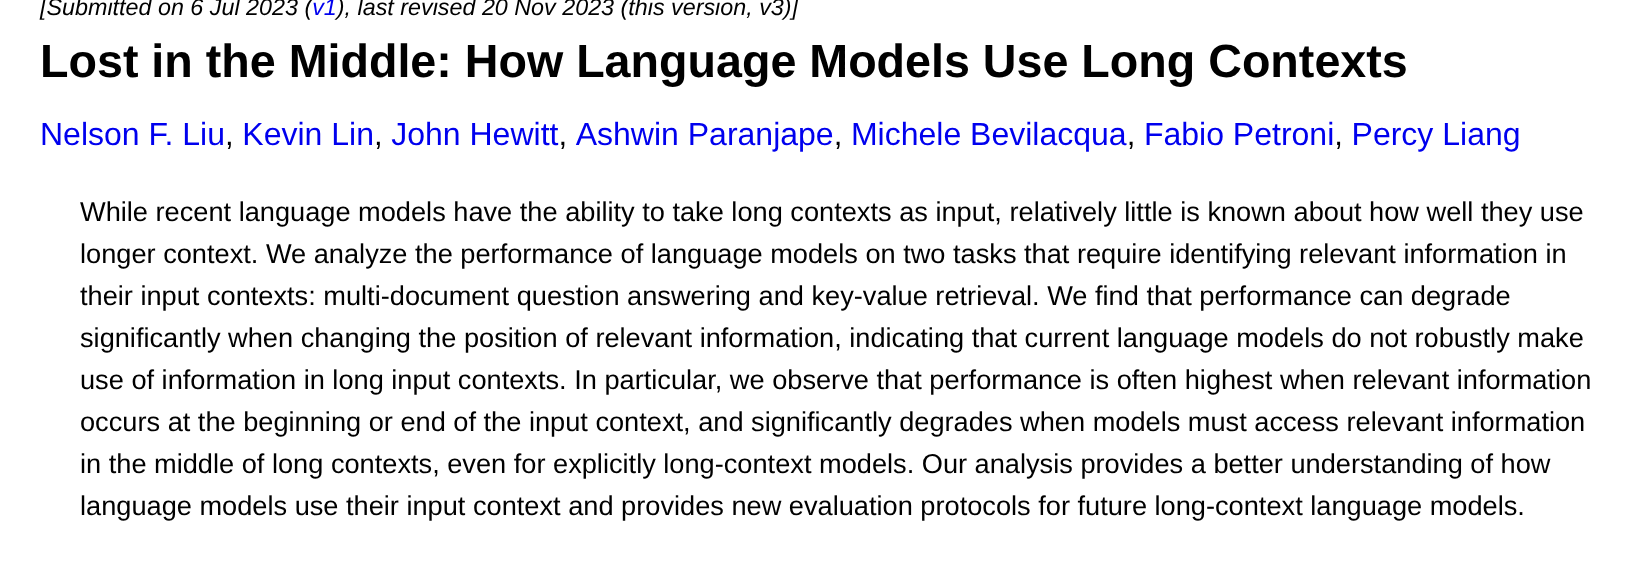 [Submitted on 6 Jul 2023 (v1), last revised 20 Nov 2023 (this version, v3)]
Lost in the Middle: How Language Models Use Long Contexts
Nelson F. Liu, Kevin Lin, John Hewitt, Ashwin Paranjape, Michele Bevilacqua, Fabio Petroni, Percy Liang
While recent language models have the ability to take long contexts as input, relatively little is known about how well they use
longer context. We analyze the performance of language models on two tasks that require identifying relevant information in
their input contexts: multi-document question answering and key-value retrieval. We find that performance can degrade
significantly when changing the position of relevant information, indicating that current language models do not robustly make
use of information in long input contexts. In particular, we observe that performance is often highest when relevant information
occurs at the beginning or end of the input context, and significantly degrades when models must access relevant information
in the middle of long contexts, even for explicitly long-context models. Our analysis provides a better understanding of how
language models use their input context and provides new evaluation protocols for future long-context language models.